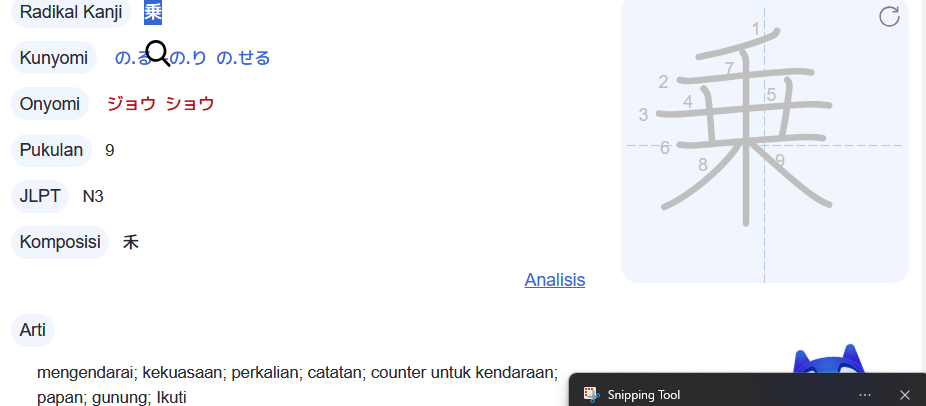 Radikal Kanji 乗
Kunyomi の.る の.り の.せる
Onyomi ジョウ ショウ
Pukulan 9
JLPT N3
Komposisi 禾
Analisis
Arti
mengendarai; kekuasaan; perkalian; catatan; counter untuk kendaraan;
papan; gunung; Ikuti
乗
1
2
3
4
5
6
7
8
9
Snipping Tool